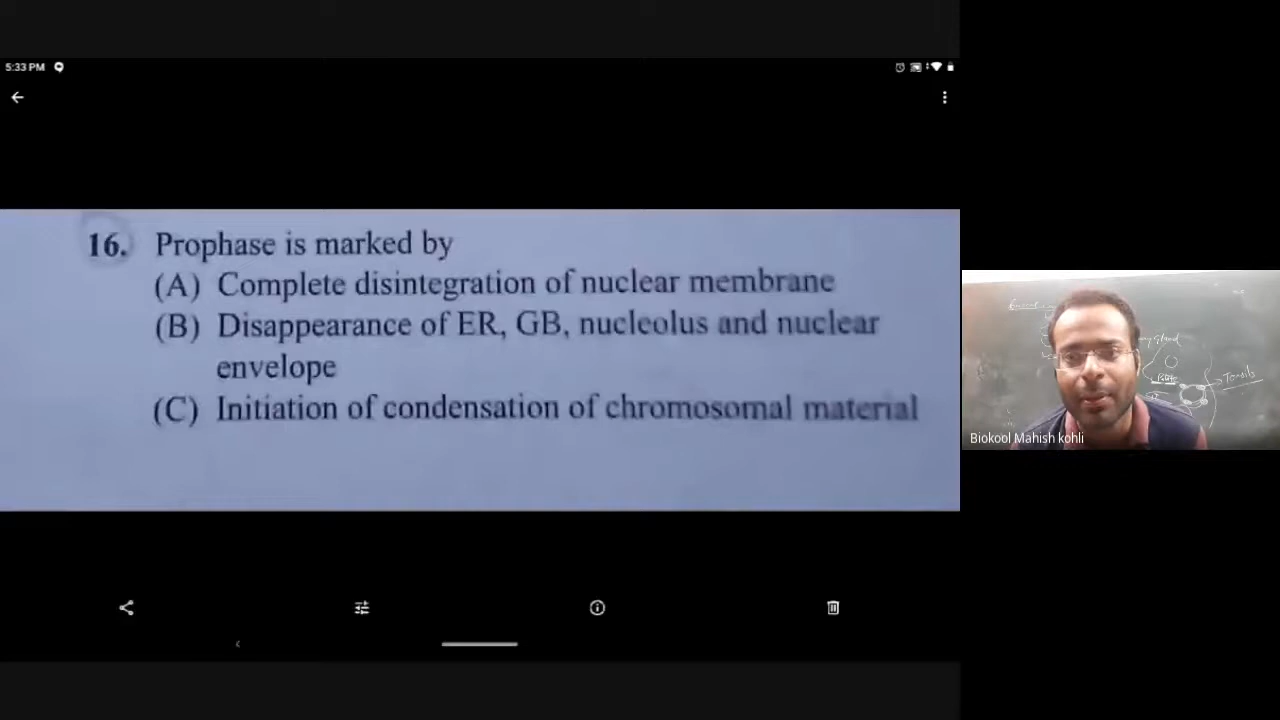 5:33 PM
16. Prophase is marked by
(A) Complete disintegration of nuclear membrane
(B) Disappearance of ER, GB, nucleolus and nuclear
envelope
(C) Initiation of condensation of chromosomal material
Tonsils
Biokool Mahish kohli